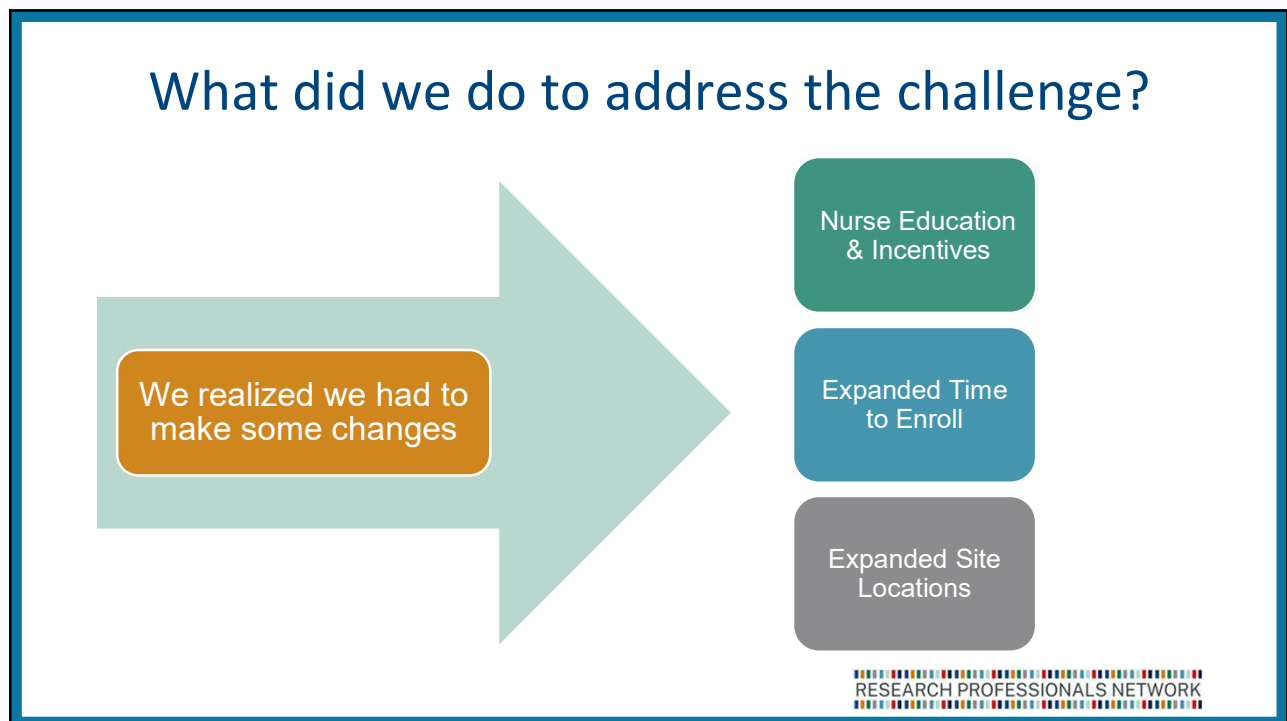 What did we do to address the challenge?
We realized we had to
make some changes
Nurse Education
& Incentives
Expanded Time
to Enroll
Expanded Site
Locations
RESEARCH PROFESSIONALS NETWORK